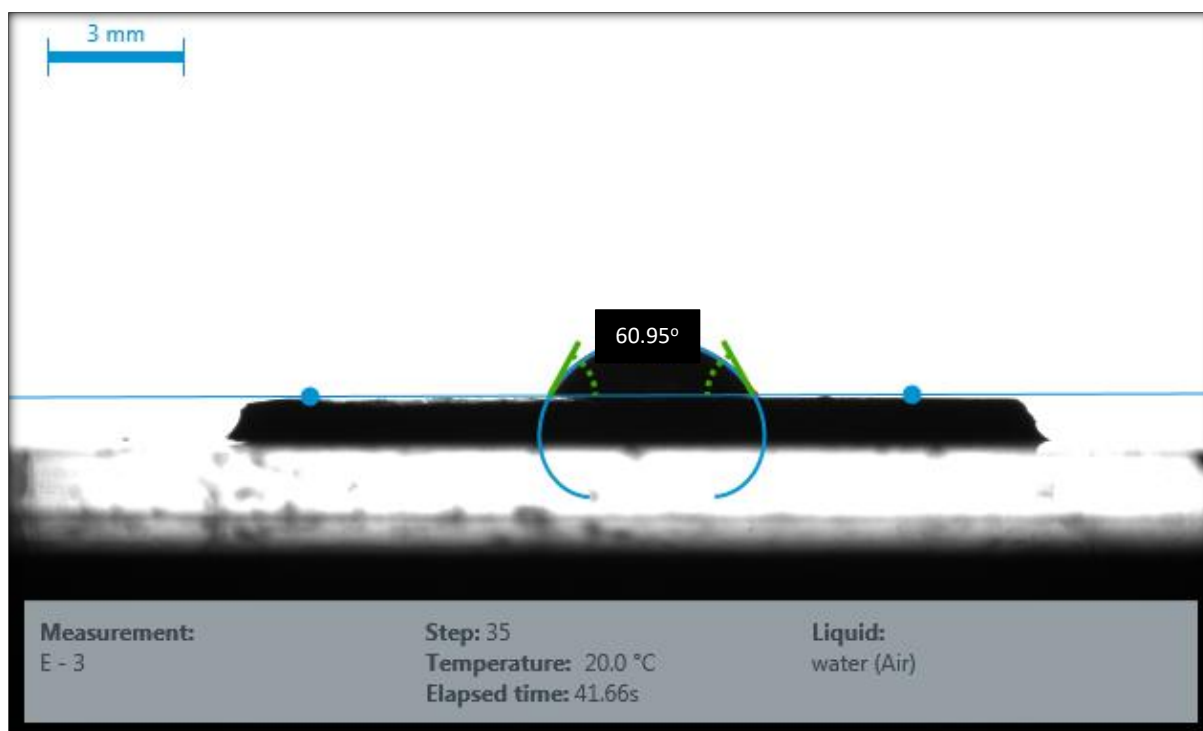 3 mm
60.95°
Measurement:
E - 3
Step: 35
Temperature: 20.0 °C
Elapsed time: 41.66s
Liquid:
water (Air)